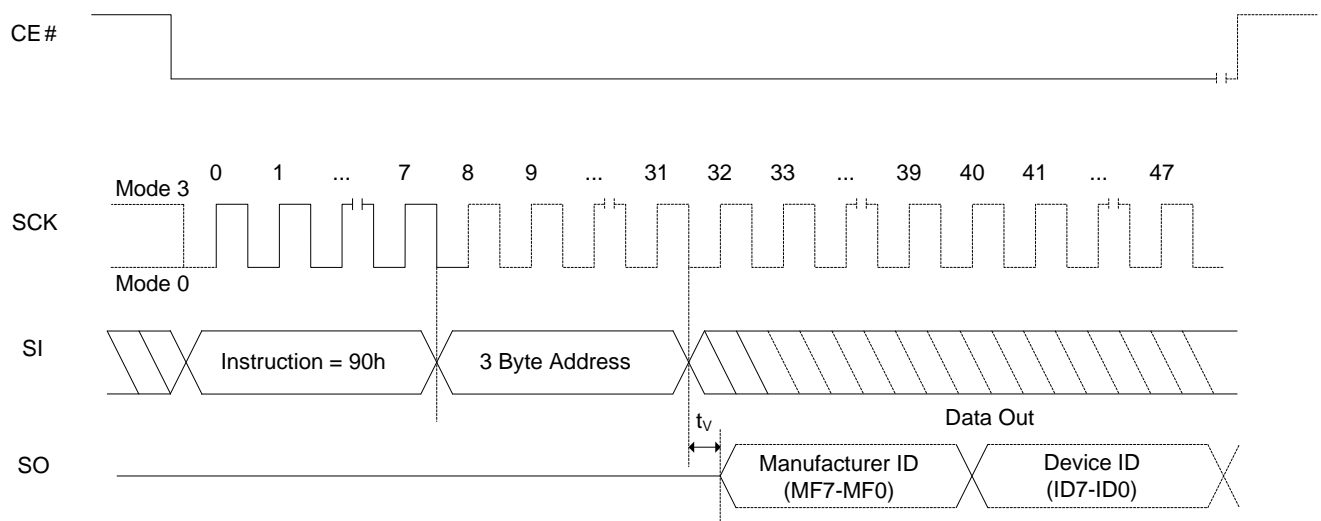 CE#
0 1 ... 7 8 9 ... 31 32 33 ... 39 40 41 ... 47
Mode 3
SCK
Mode 0
SI
Instruction = 90h
3 Byte Address
tV
Data Out
SO
Manufacturer ID
(MF7-MF0)
Device ID
(ID7-ID0)